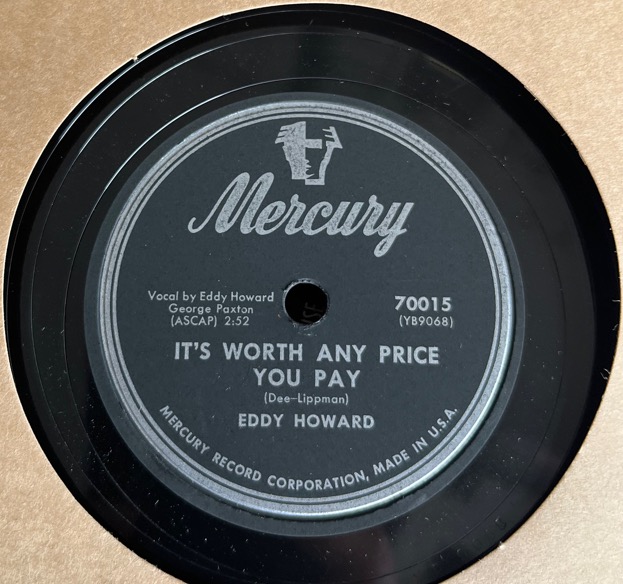 Mercury
Vocal by Eddy Howard
George Paxton
(ASCAP) 2:52
70015
(YB9068)
IT'S WORTH ANY PRICE
YOU PAY
(Dee-Lippman)
EDDY HOWARD
MERCURY RECORD CORPORATION, MADE IN U.S.A.